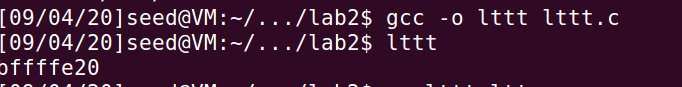 [09/04/20]seed@VM:~/.../lab2$ gcc -o lttt lttt.c
[09/04/20]seed@VM:~/.../lab2$ lttt
bffffe20